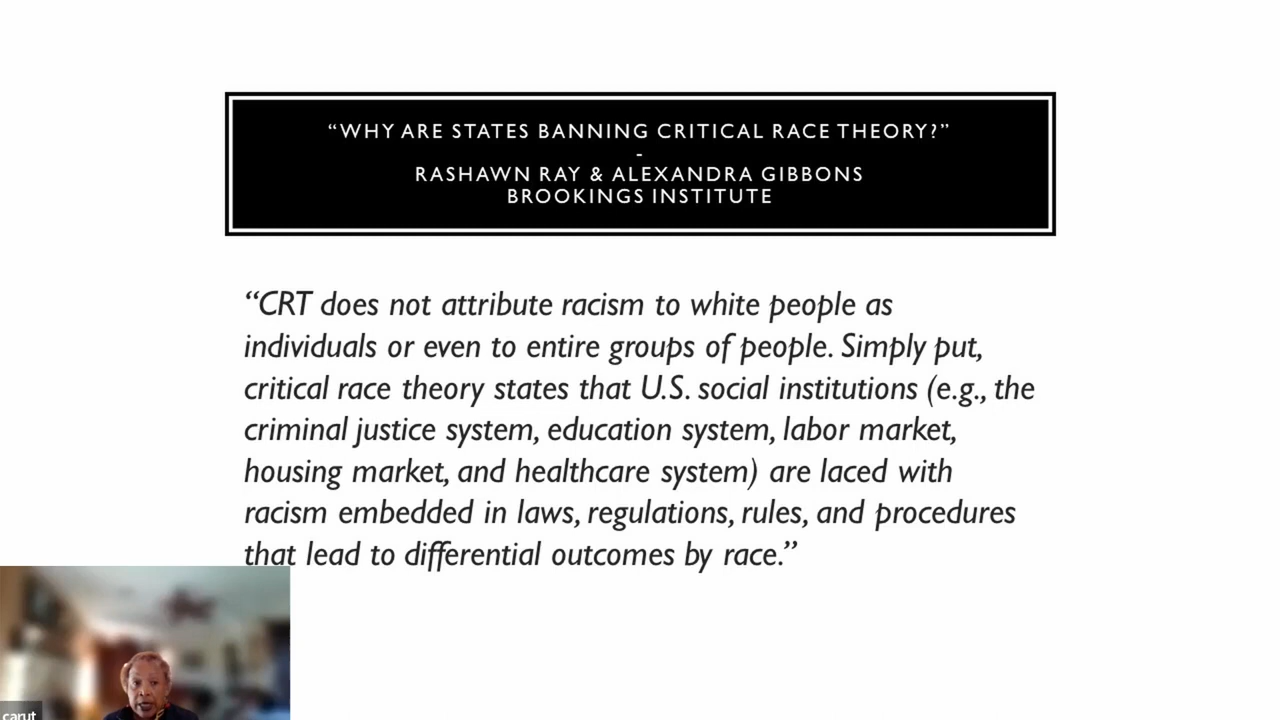 “WHY ARE STATES BANNING CRITICAL RACE THEORY?”
-
RASHAWN RAY & ALEXANDRA GIBBONS
BROOKINGS INSTITUTE
“CRT does not attribute racism to white people as
individuals or even to entire groups of people. Simply put,
critical race theory states that U.S. social institutions (e.g., the
criminal justice system, education system, labor market,
housing market, and healthcare system) are laced with
racism embedded in laws, regulations, rules, and procedures
that lead to differential outcomes by race.”
carut